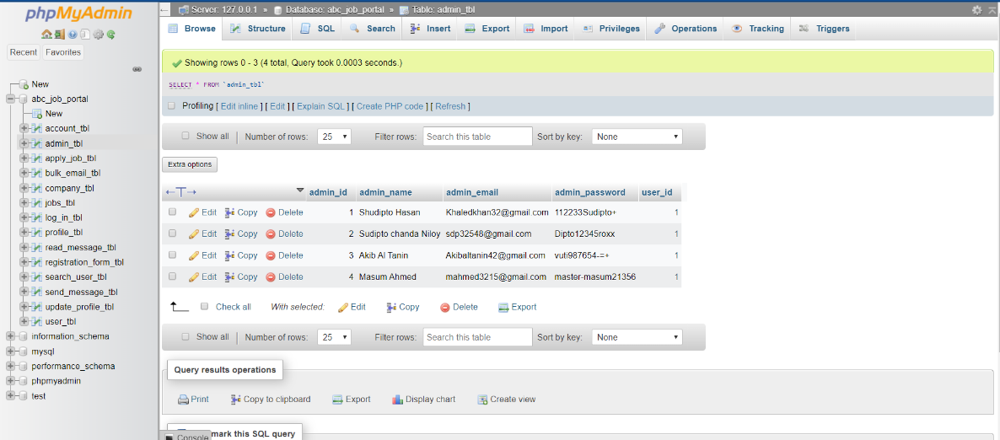 phpMyAdmin
Recent Favorites
New
abc_job_portal
New
account_tbl
admin_tbl
apply_job_tbl
bulk_email_tbl
company_tbl
jobs_tbl
log_in_tbl
profile_tbl
read_message_tbl
registration_form_tbl
search_user_tbl
send_message_tbl
update_profile_tbl
user_tbl
information_schema
mysql
performance_schema
phpmyadmin
test
Server: 127.0.0.1 » Database: abc_job_portal » Table: admin_tbl
Browse Structure SQL Search Insert Export Import Privileges Operations Tracking Triggers
Showing rows 0 - 3 (4 total, Query took 0.0003 seconds.)
SELECT * FROM `admin_tbl`
Profiling [ Edit inline ] [ Edit ] [ Explain SQL ] [ Create PHP code ] [ Refresh ]
Show all | Number of rows: 25 Filter rows: Search this table Sort by key: None
Extra options
←T→ admin_id admin_name admin_email admin_password user_id
Edit Copy Delete 1 Shudipto Hasan Khaledkhan32@gmail.com 112233Sudipto+ 1
Edit Copy Delete 2 Sudipto chanda Niloy sdp32548@gmail.com Dipto12345roxx 1
Edit Copy Delete 3 Akib Al Tanin Akibaltanin42@gmail.com vuti987654-=+ 1
Edit Copy Delete 4 Masum Ahmed mahmed3215@gmail.com master-masum21356 1
Check all With selected: Edit Copy Delete Export
Show all | Number of rows: 25 Filter rows: Search this table Sort by key: None
Query results operations
Print Copy to clipboard Export Display chart Create view
mark this SQL query
Console